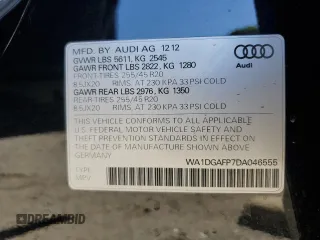 MFD. BY AUDI AG 12 12
GVWR LBS 5611, KG 2545
GAWR FRONT LBS 2822, KG 1280
FRONT-TIRES 255/45 R20
8.5JX20 RIMS, AT 230 KPA 33 PSI COLD
GAWR REAR LBS 2976, KG 1350
REAR-TIRES 255/45 R20
8.5JX20 RIMS, AT 230 KPA 33 PSI COLD
Audi
THIS VEHICLE CONFORMS TO ALL APPLICABLE
U.S. FEDERAL MOTOR VEHICLE SAFETY AND
THEFT PREVENTION STANDARDS IN EFFECT ON
THE DATE OF MANUFACTURE SHOWN ABOVE
GERMANY WA1DGAFP7DA046555
TYPE
DREAMBID